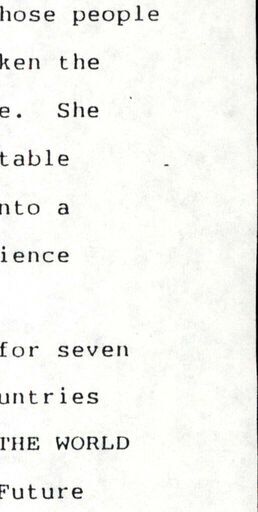 hose people
ken the
e. She
table
nto a
ience
for seven
untries
THE WORLD
Future